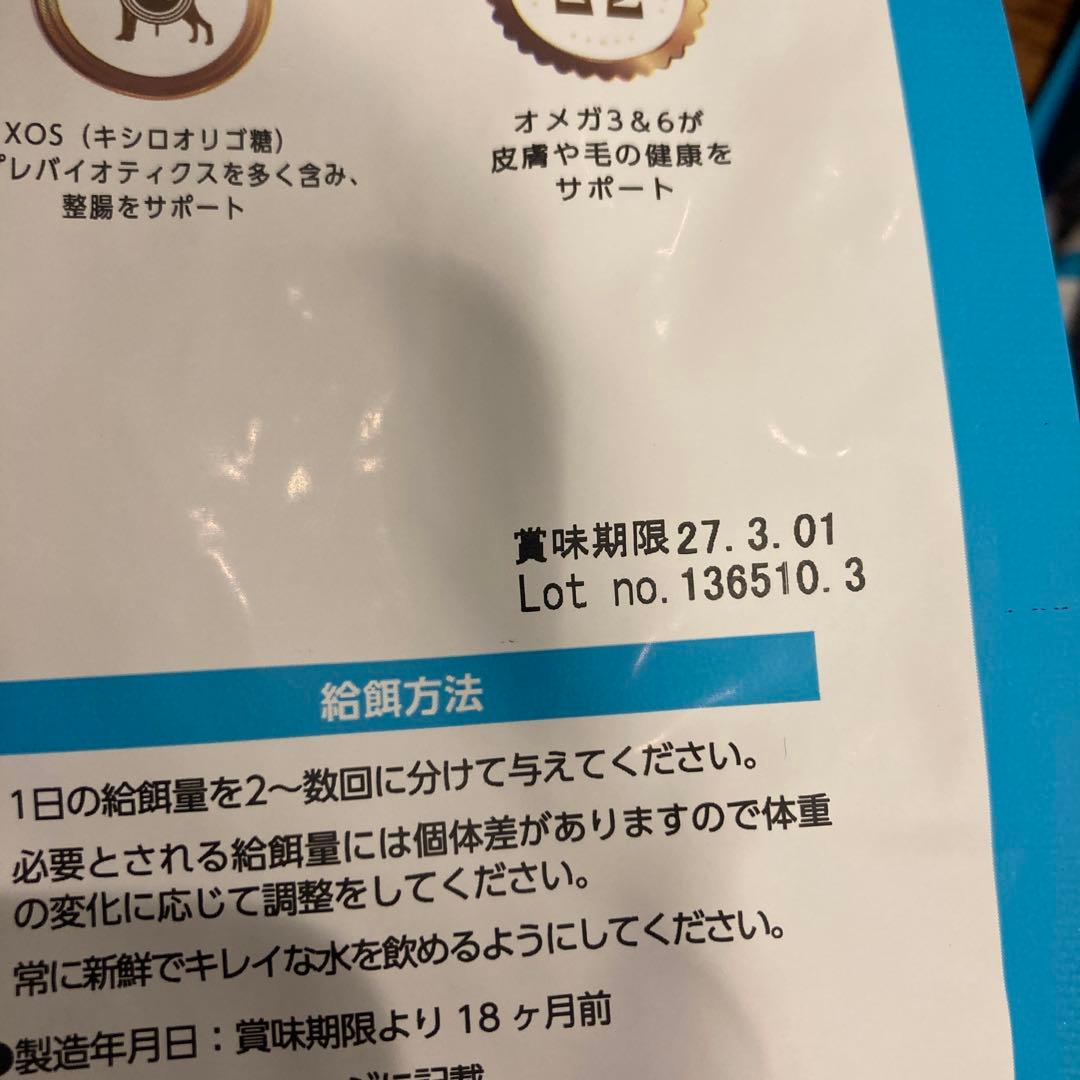 XOS（キシロオリゴ糖）
プレバイオティクスを多く含み、
整腸をサポート
オメガ3＆6が
皮膚や毛の健康を
サポート
賞味期限27.3.01
Lot no.136510.3
給餌方法
1日の給餌量を2〜数回に分けて与えてください。
必要とされる給餌量には個体差がありますので体重
の変化に応じて調整をしてください。
常に新鮮でキレイな水を飲めるようにしてください。
●製造年月日：賞味期限より18ヶ月前